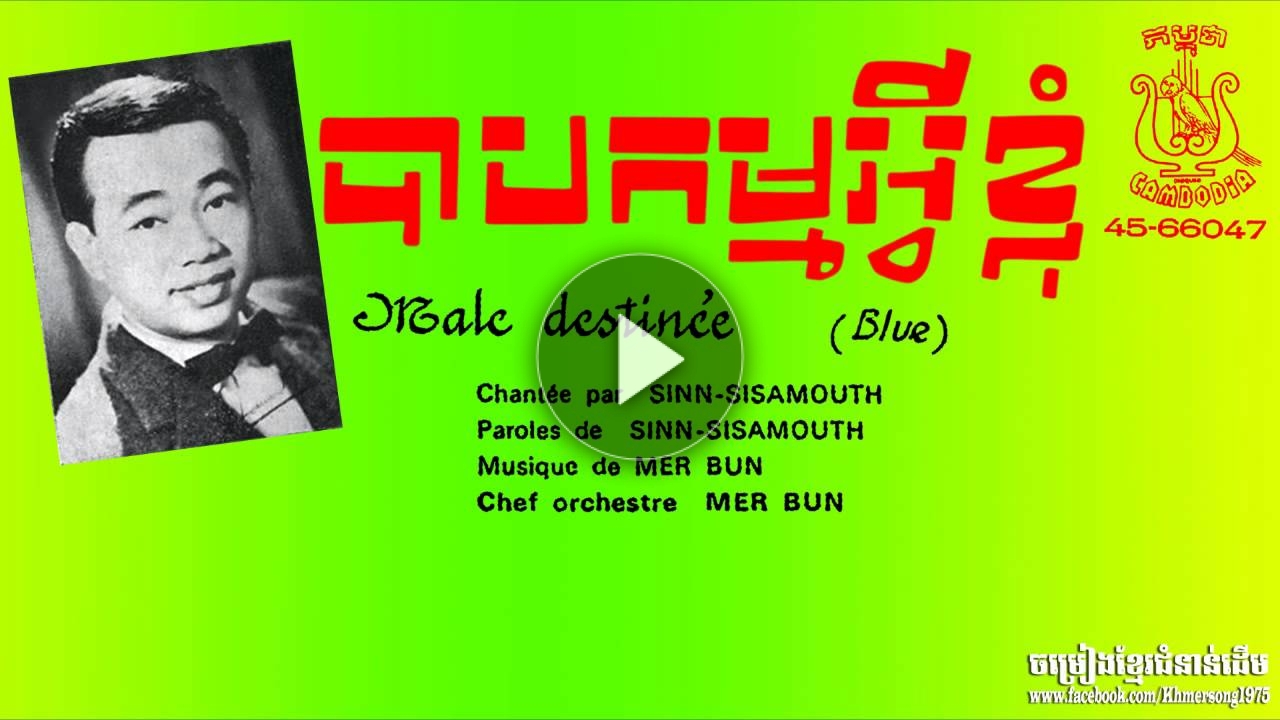 បាបកម្មអ្វីខ្ញុំ
កម្ពុជា
CAMBODIA
45-66047
Male destinée (Blue)
Chantée par SINN-SISAMOUTH
Paroles de SINN-SISAMOUTH
Musique de MER BUN
Chef orchestre MER BUN
ចម្រៀងខ្មែរជំនាន់ដើម
www.facebook.com/Khmersong1975